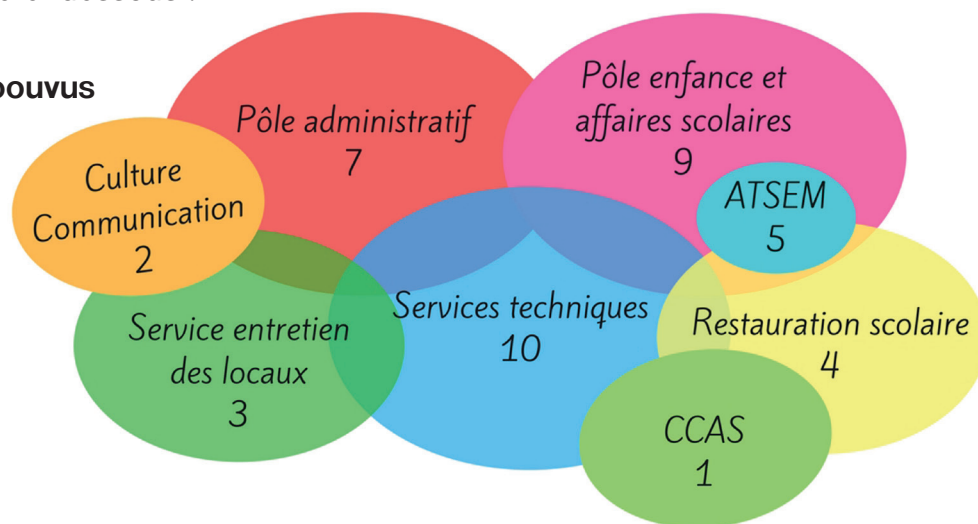 pouvus
Pôle administratif
7
Pôle enfance et
affaires scolaires
9
Culture
Communication
2
ATSEM
5
Service entretien
des locaux
3
Services techniques
10
Restauration scolaire
4
CCAS
1